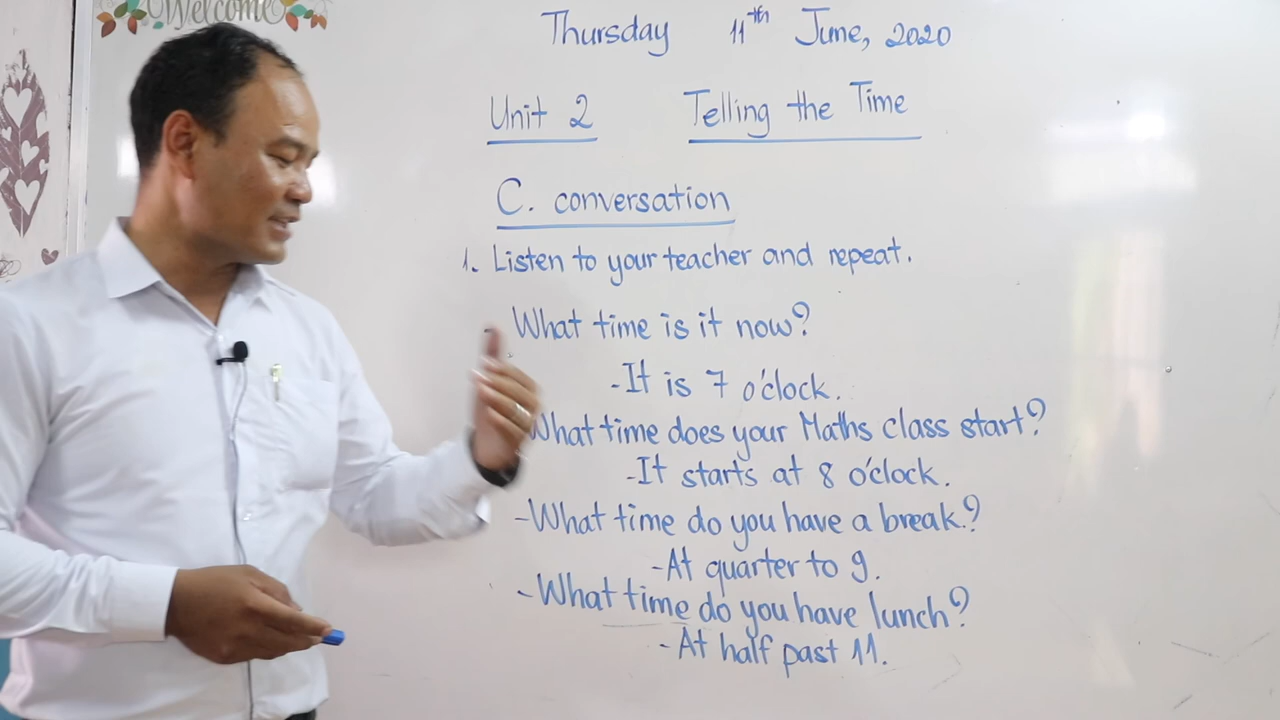 Welcome
Thursday 11th June, 2020
Unit 2 Telling the Time
C. conversation
1. Listen to your teacher and repeat.
- What time is it now?
-It is 7 o'clock.
What time does your Maths class start?
-It starts at 8 o'clock.
-What time do you have a break?
-At quarter to 9.
-What time do you have lunch?
-At half past 11.